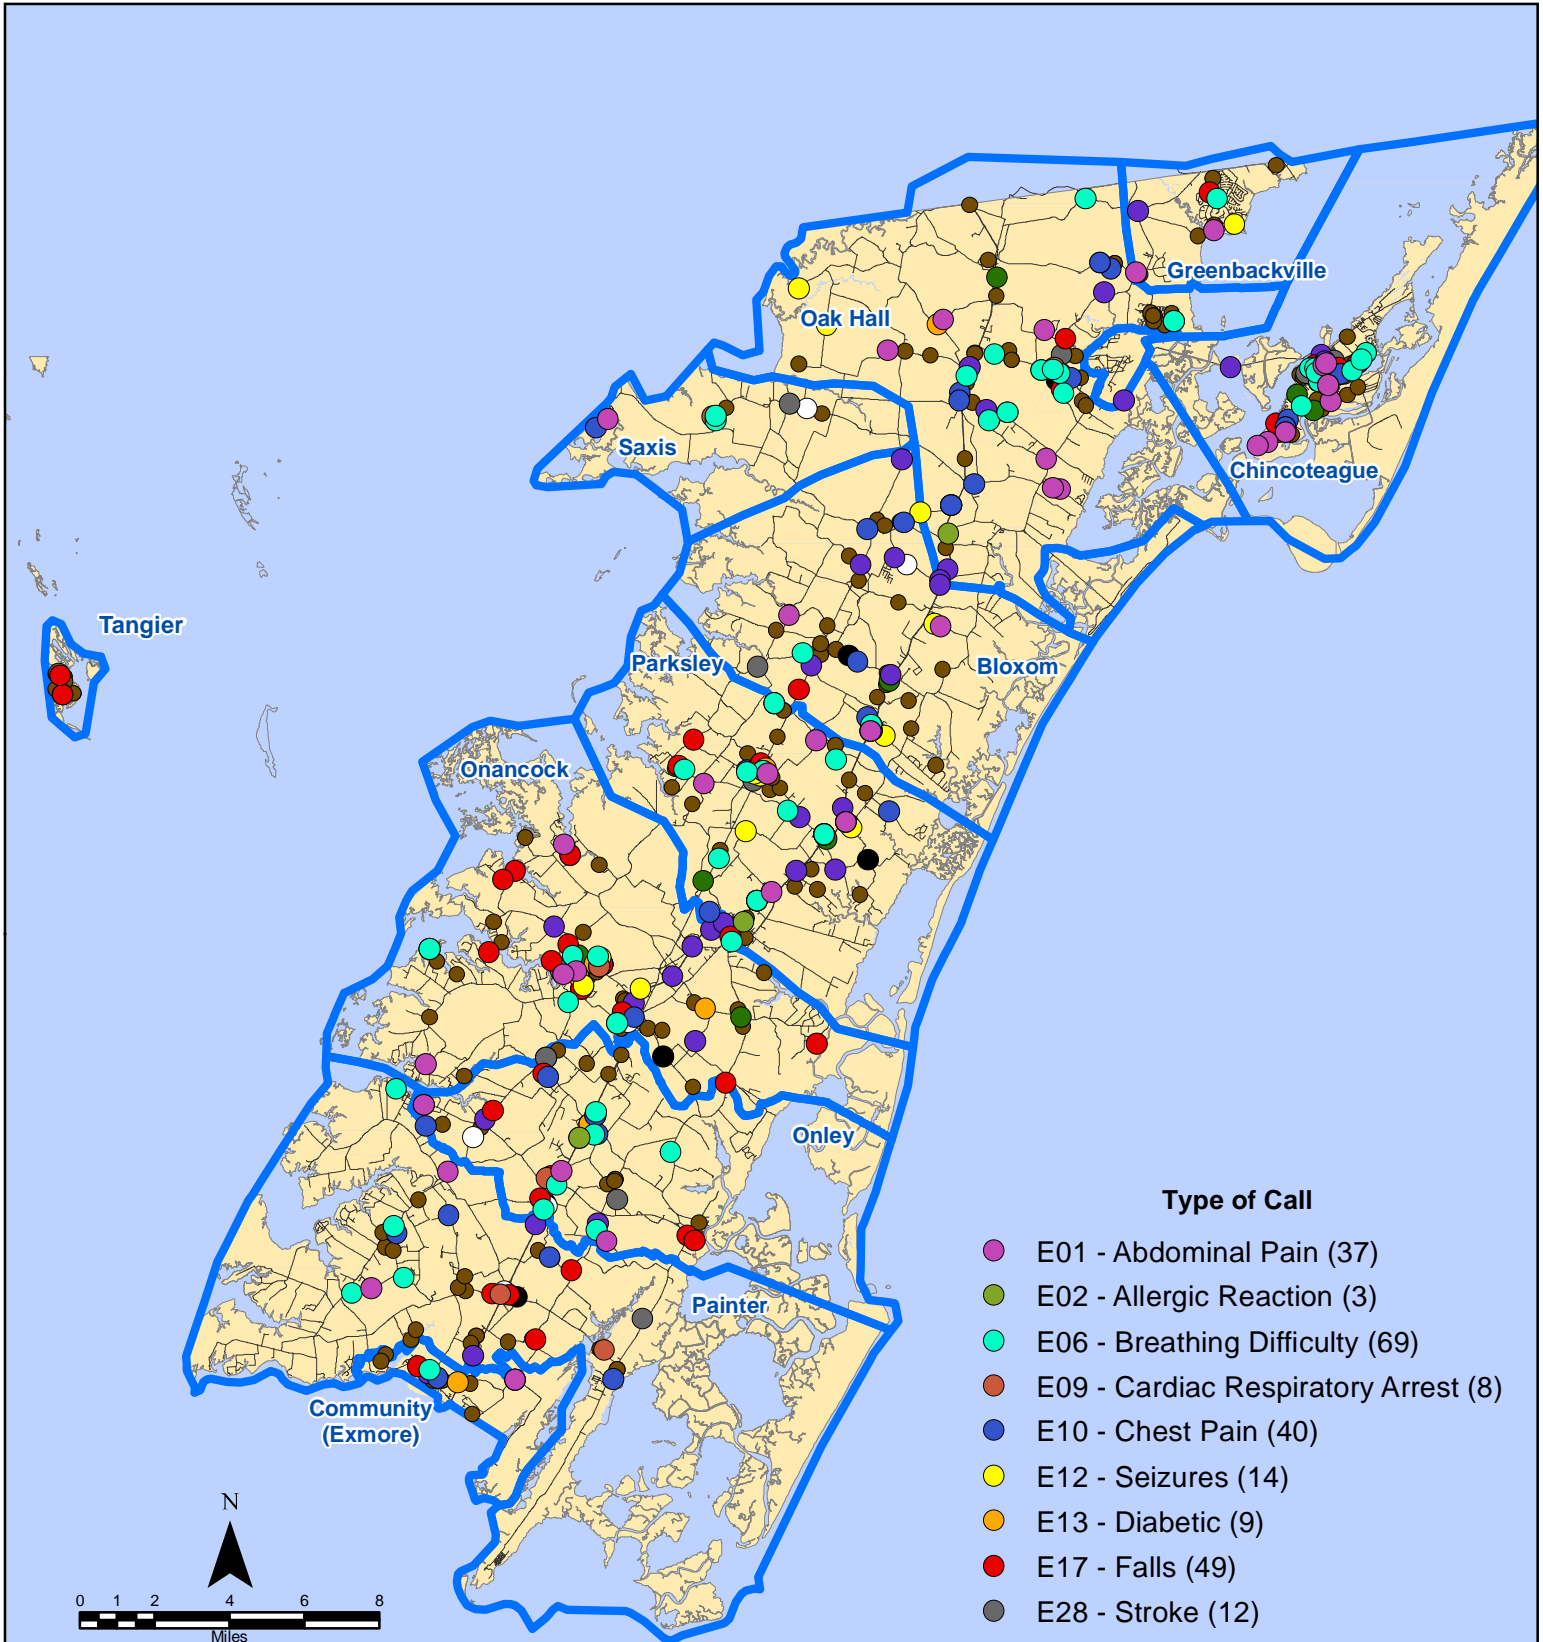 Greenbackville
Oak Hall
Saxis
Chincoteague
Tangier
Parksley
Bloxom
Onancock
Onley
Type of Call
E01 - Abdominal Pain (37)
E02 - Allergic Reaction (3)
Painter
E06 - Breathing Difficulty (69)
E09 - Cardiac Respiratory Arrest (8)
Community
(Exmore)
E10 - Chest Pain (40)
E12 - Seizures (14)
N
E13 - Diabetic (9)
E17 - Falls (49)
0 1 2 4 6 8
E28 - Stroke (12)
Miles